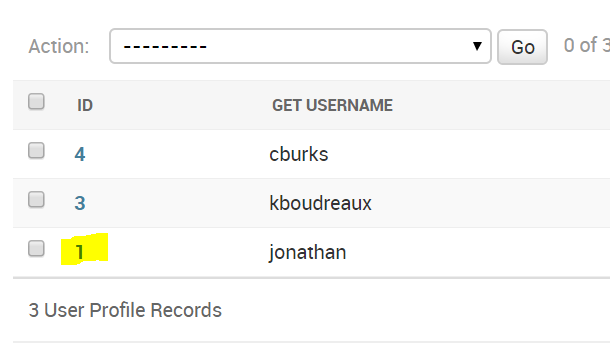 Action: --------- Go 0 of 3
ID GET USERNAME
4 cburks
3 kboudreaux
1 jonathan
3 User Profile Records